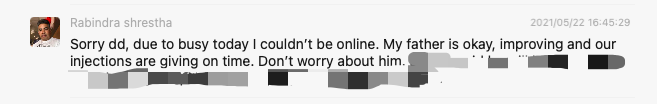 Rabindra shrestha
2021/05/22 16:45:29
Sorry dd, due to busy today I couldn't be online. My father is okay, improving and our
injections are giving on time. Don't worry about him.